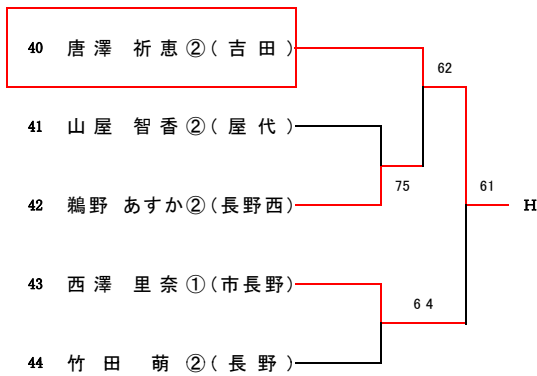 40 唐澤 祈恵②(吉田)
62
41 山屋 智香②(屋代)
75
61
42 鵜野 あすか②(長野西)
H
43 西澤 里奈①(市長野)
64
44 竹田 萌②(長野)